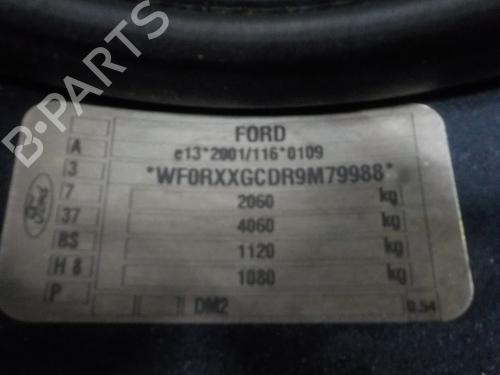 FORD
e13*2001/116*0109
*WF0RXXGCDR9M79988*
2060 kg
4060 kg
1120 kg
1080 kg
DM2
0.54
A
3
7
37
BS
H 8
P
Ford
B-PARTS